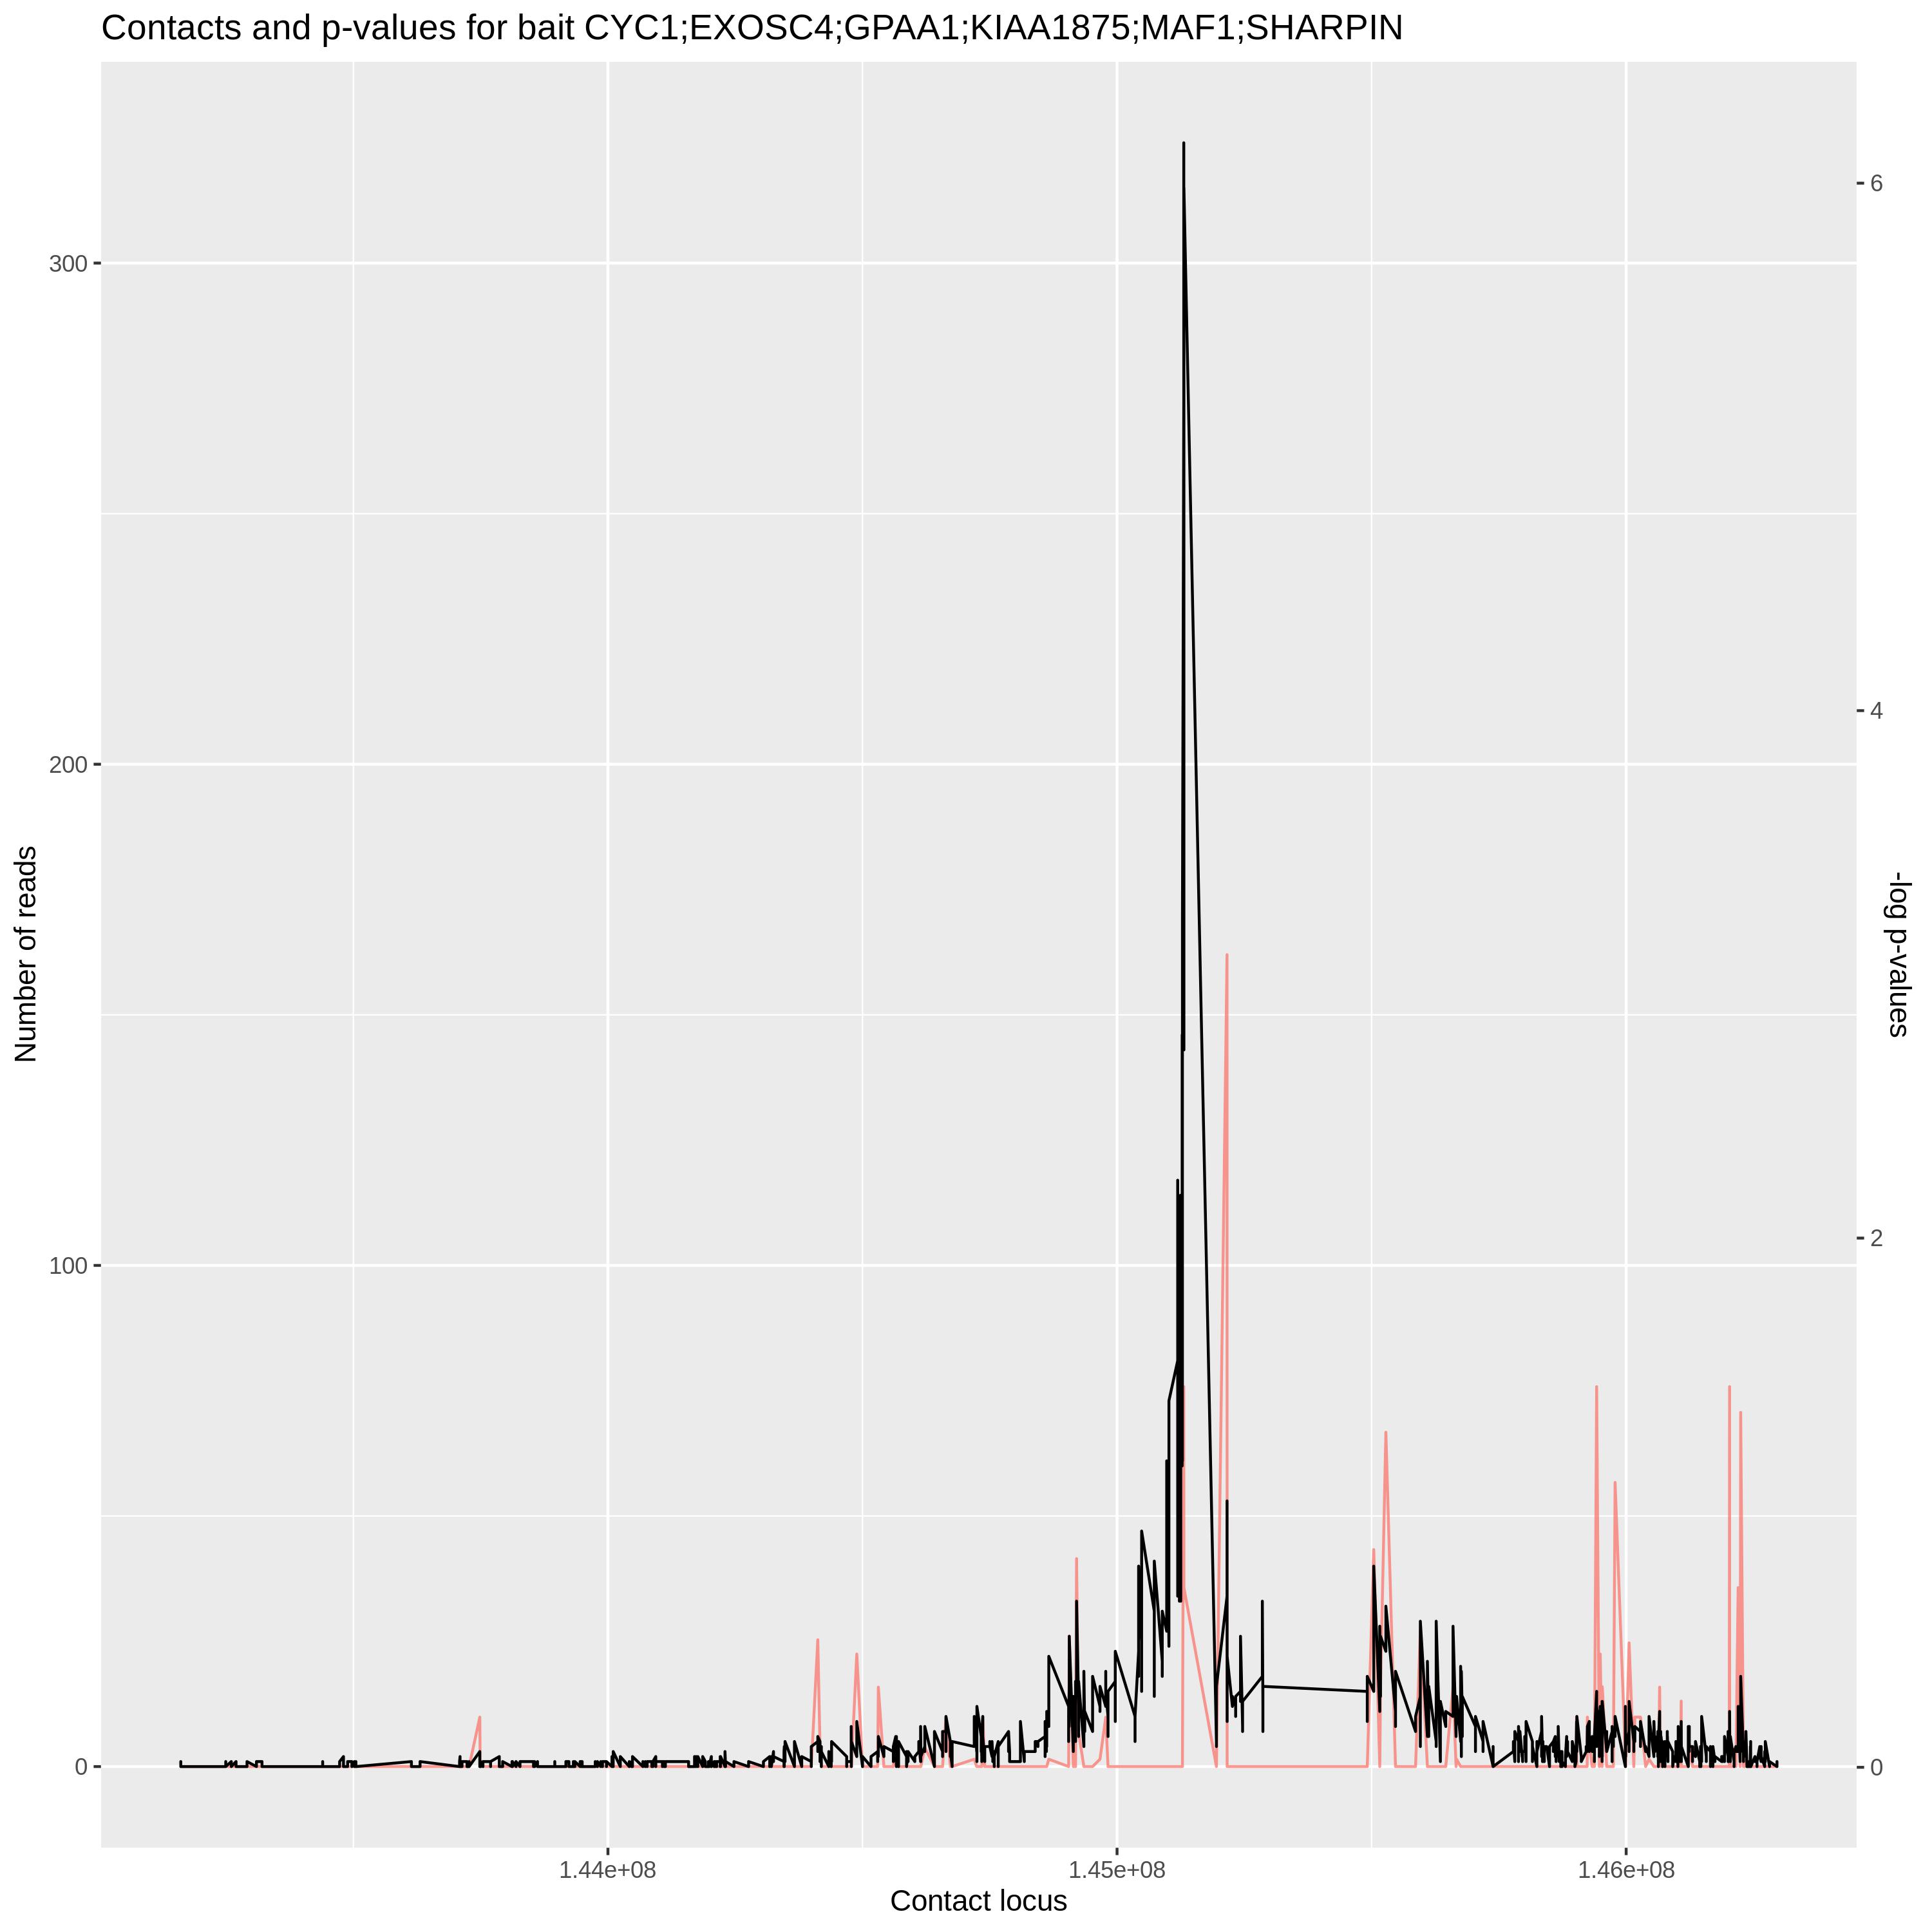 Contacts and p-values for bait CYC1;EXOSC4;GPAA1;KIAA1875;MAF1;SHARPIN
300
200
100
0
Number of reads
6
4
2
0
-log p-values
1.44e+08
1.45e+08
1.46e+08
Contact locus